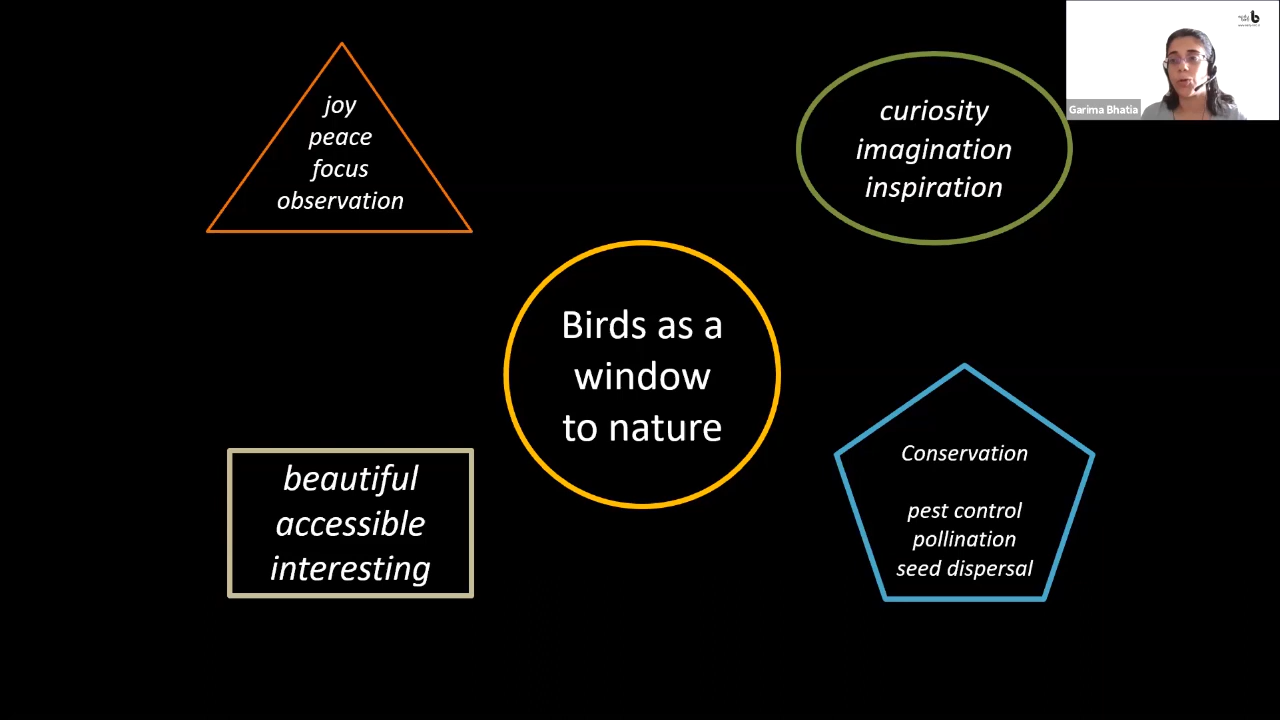 joy
peace
focus
observation
curiosity
imagination
inspiration
Garima Bhatia
Birds as a
window
to nature
beautiful
accessible
interesting
Conservation
pest control
pollination
seed dispersal